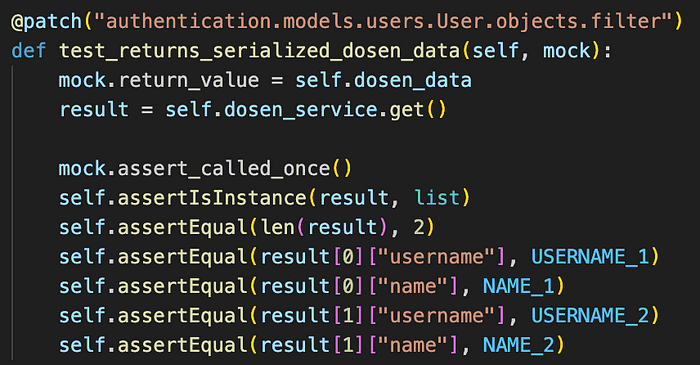 @patch("authentication.models.users.User.objects.filter")
def test_returns_serialized_dosen_data(self, mock):
    mock.return_value = self.dosen_data
    result = self.dosen_service.get()

    mock.assert_called_once()
    self.assertIsInstance(result, list)
    self.assertEqual(len(result), 2)
    self.assertEqual(result[0]["username"], USERNAME_1)
    self.assertEqual(result[0]["name"], NAME_1)
    self.assertEqual(result[1]["username"], USERNAME_2)
    self.assertEqual(result[1]["name"], NAME_2)